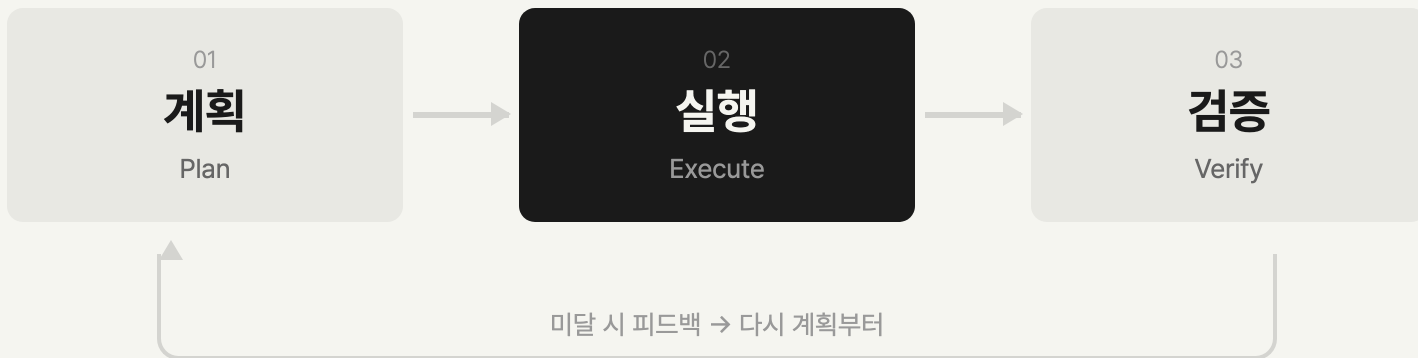 01
계획
Plan
02
실행
Execute
03
검증
Verify
미달 시 피드백 → 다시 계획부터